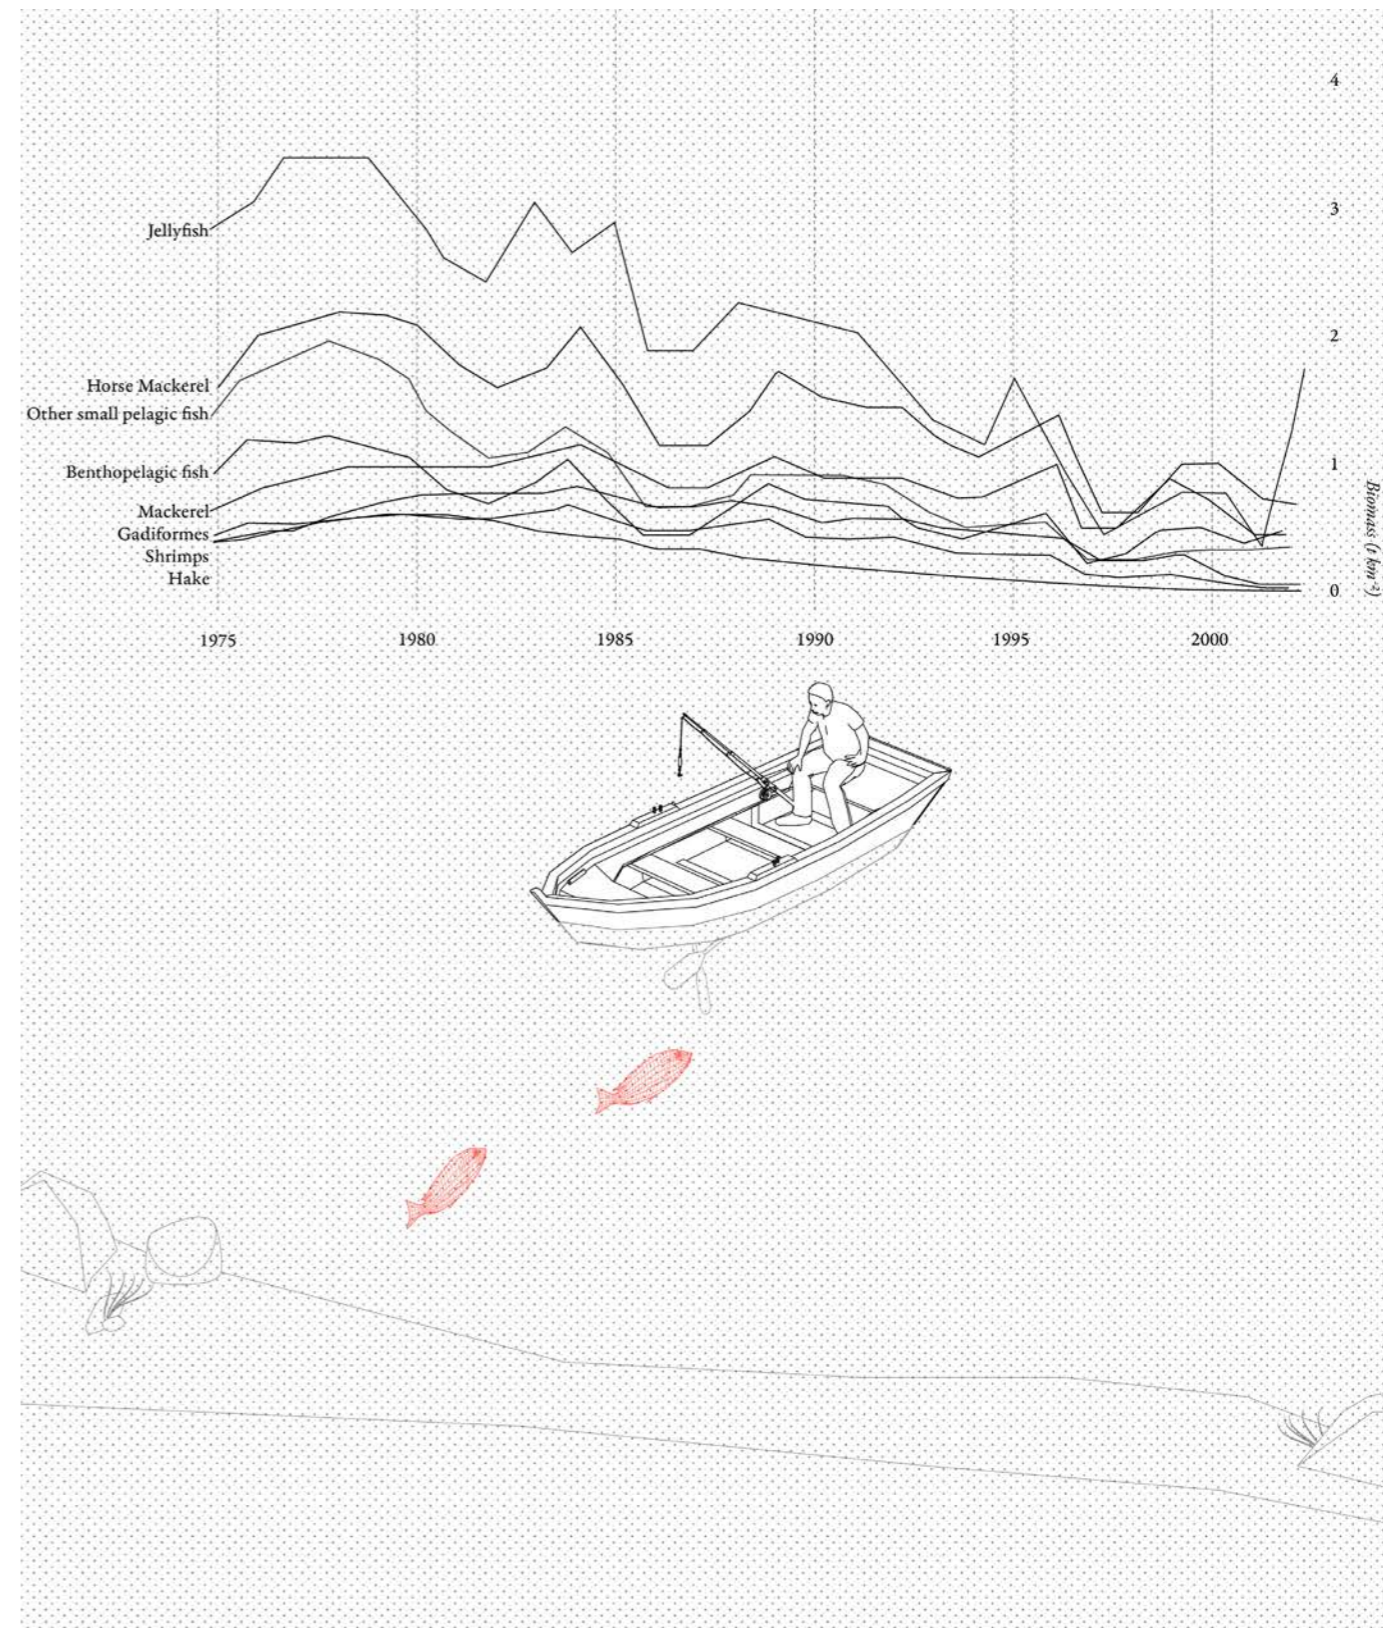 4
3
Jellyfish
2
Horse Mackerel
Other small pelagic fish
1
Benthopelagic fish
Mackerel
Gadiformes
Shrimps
Hake
0
Biomass (t km⁻²)
1975 1980 1985 1990 1995 2000